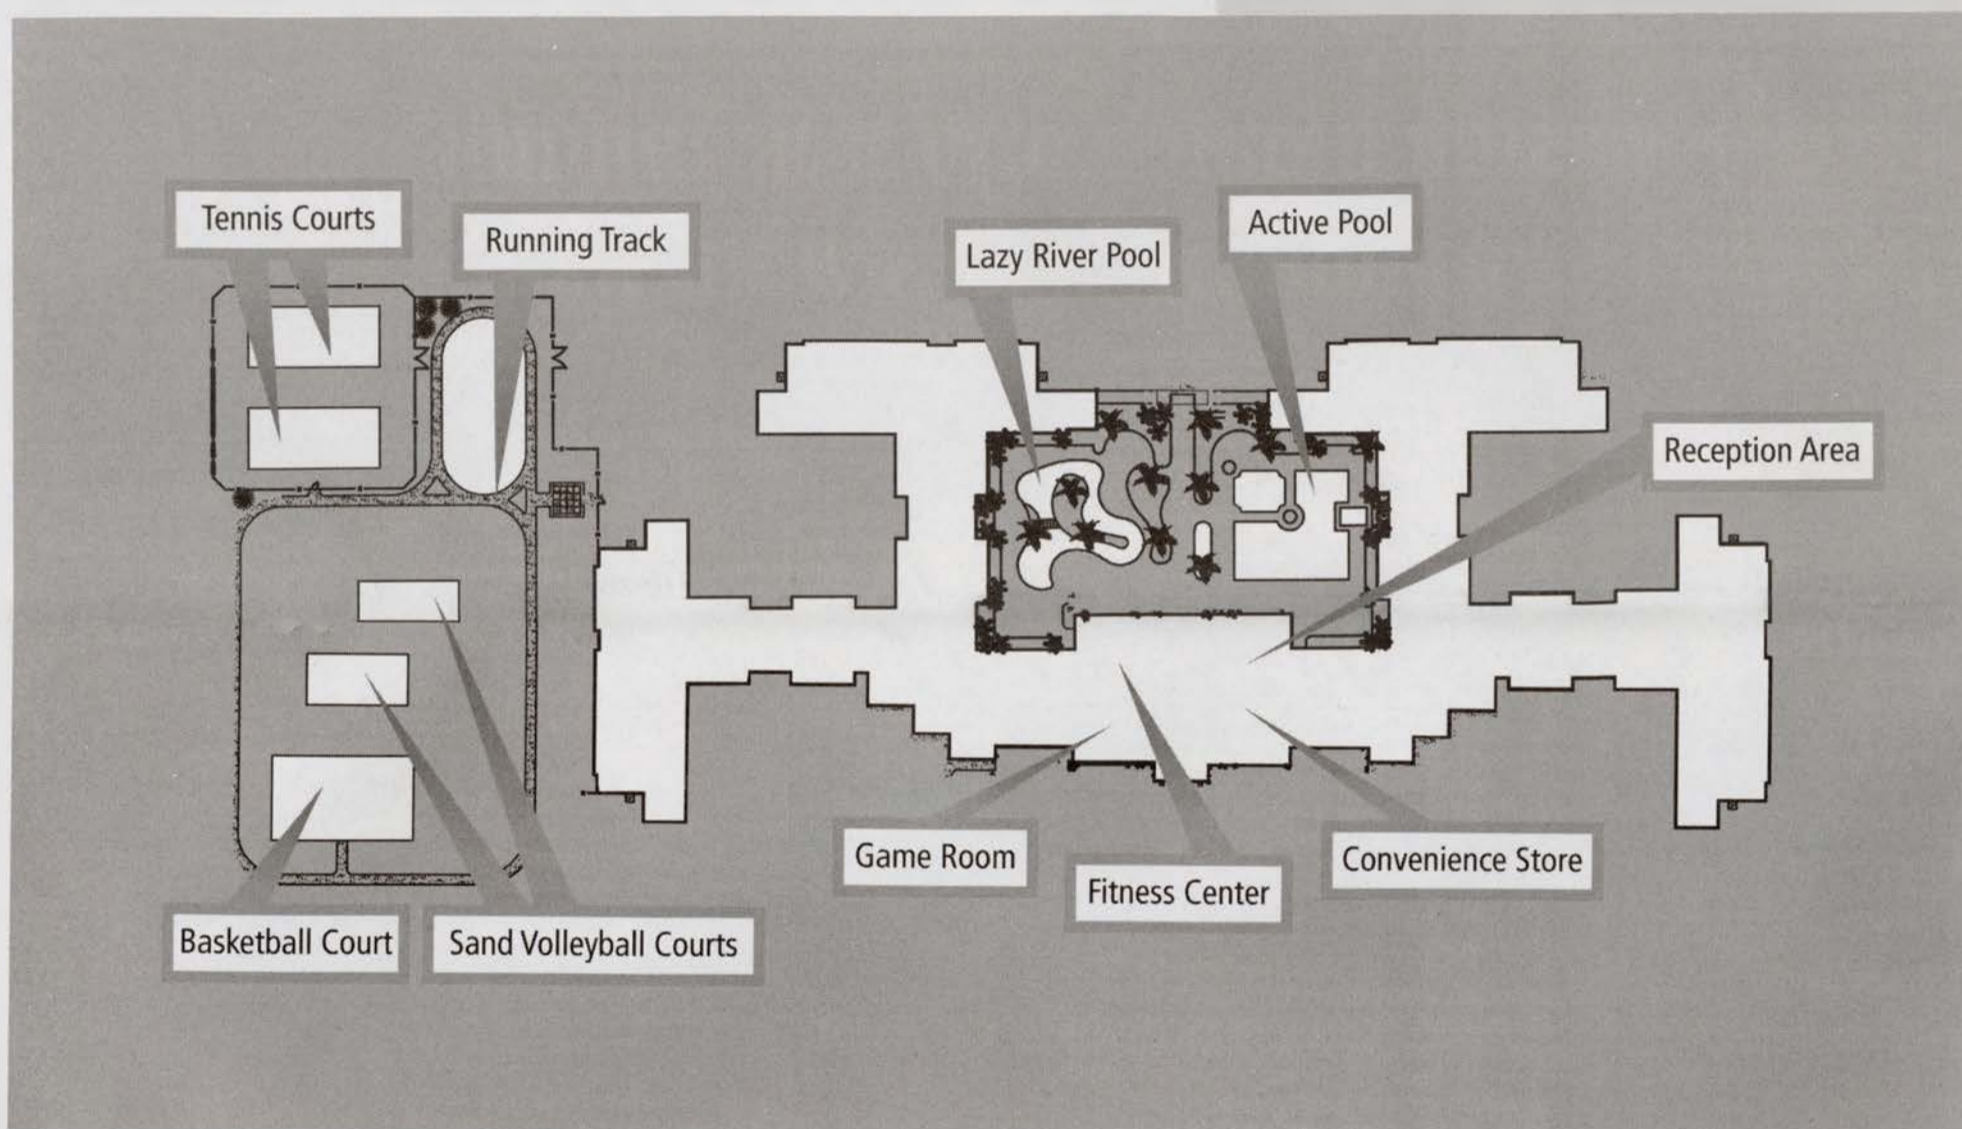 Tennis Courts
Running Track
Lazy River Pool
Active Pool
Reception Area
Game Room
Fitness Center
Convenience Store
Basketball Court
Sand Volleyball Courts